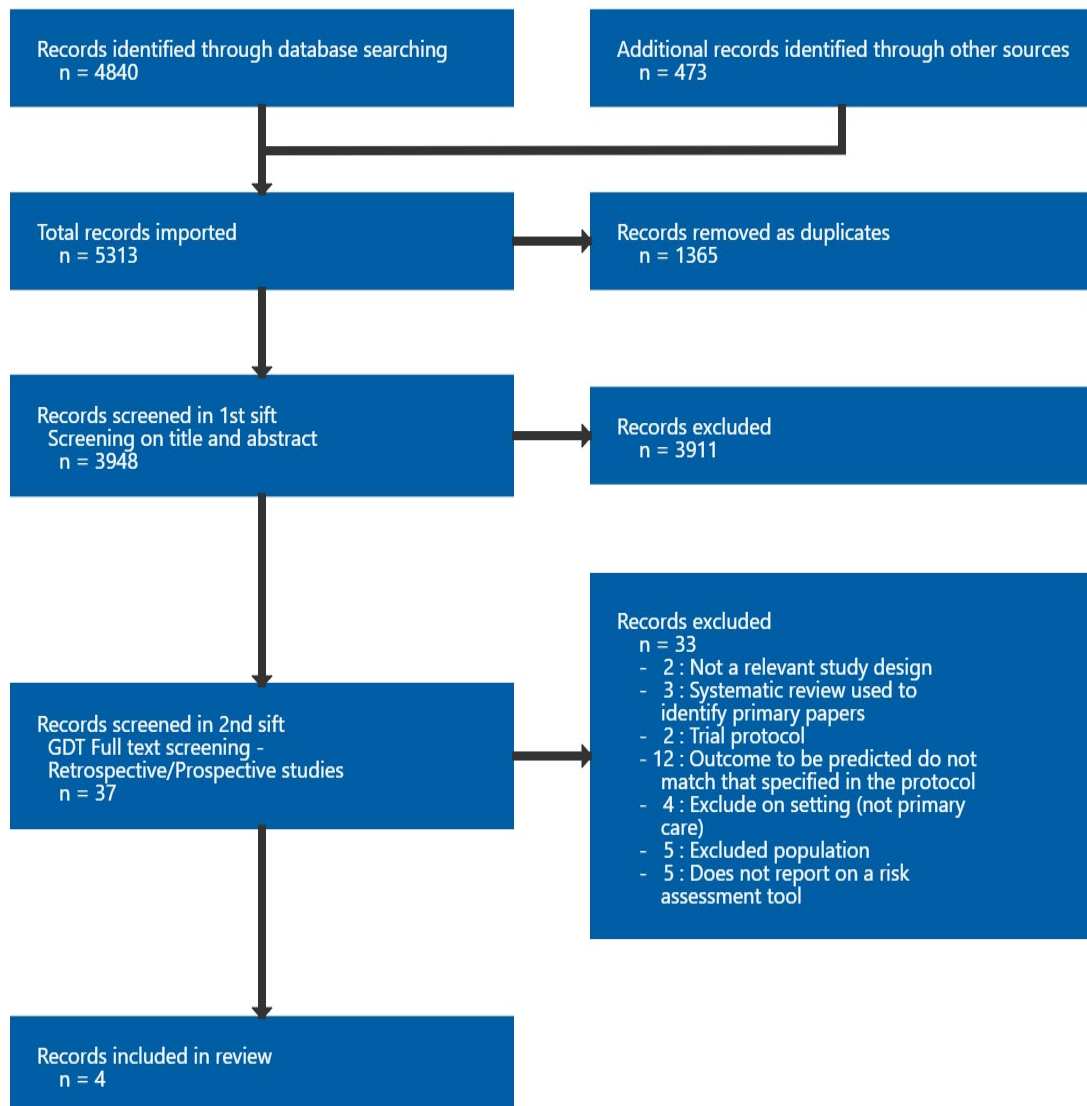 Records identified through database searching
n = 4840
Additional records identified through other sources
n = 473
Total records imported
n = 5313
Records removed as duplicates
n = 1365
Records screened in 1st sift
Screening on title and abstract
n = 3948
Records excluded
n = 3911
Records screened in 2nd sift
GDT Full text screening -
Retrospective/Prospective studies
n = 37
Records excluded
n = 33
- 2 : Not a relevant study design
- 3 : Systematic review used to
identify primary papers
- 2 : Trial protocol
- 12 : Outcome to be predicted do not
match that specified in the protocol
- 4 : Exclude on setting (not primary
care)
- 5 : Excluded population
- 5 : Does not report on a risk
assessment tool
Records included in review
n = 4